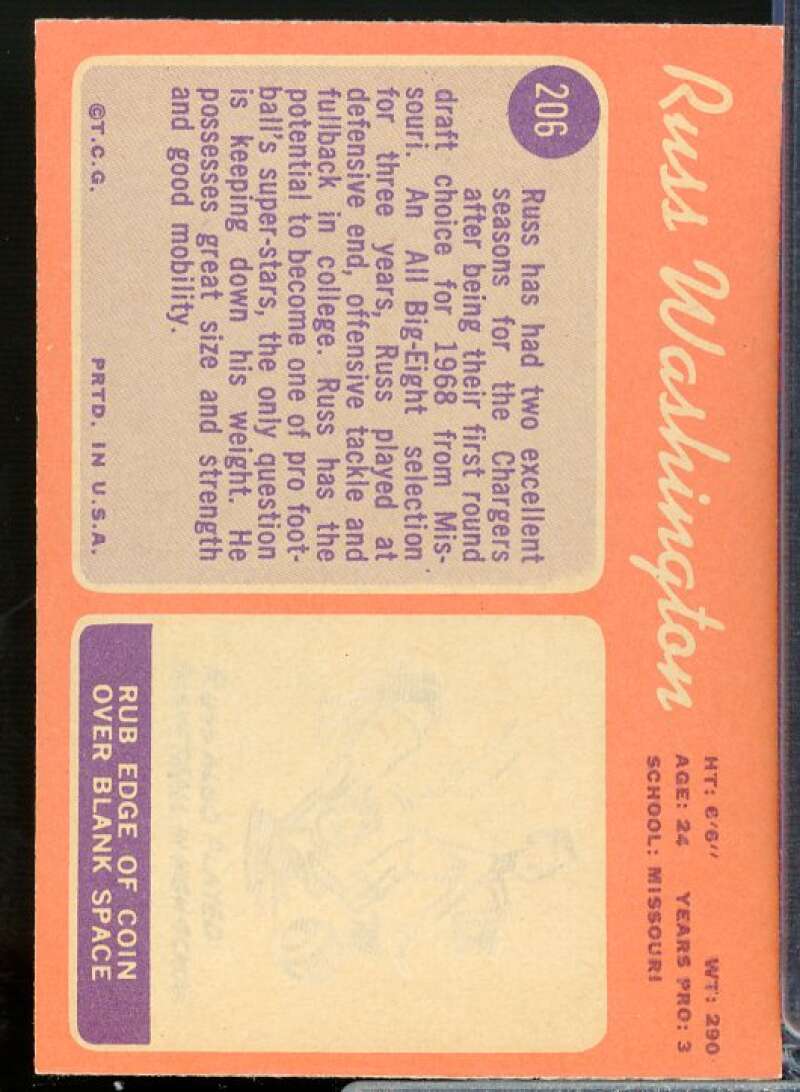 Russ Washington
HT: 6'6" WT: 290
AGE: 24 YEARS PRO: 3
SCHOOL: MISSOURI
206
Russ has had two excellent
seasons for the Chargers
after being their first round
draft choice for 1968 from Mis-
souri. An All Big-Eight selection
for three years, Russ played at
defensive end, offensive tackle and
fullback in college. Russ has the
potential to become one of pro foot-
ball's super-stars, the only question
is keeping down his weight. He
possesses great size and strength
and good mobility.
©T.C.G. PRTD. IN U.S.A.
RUB EDGE OF COIN
OVER BLANK SPACE